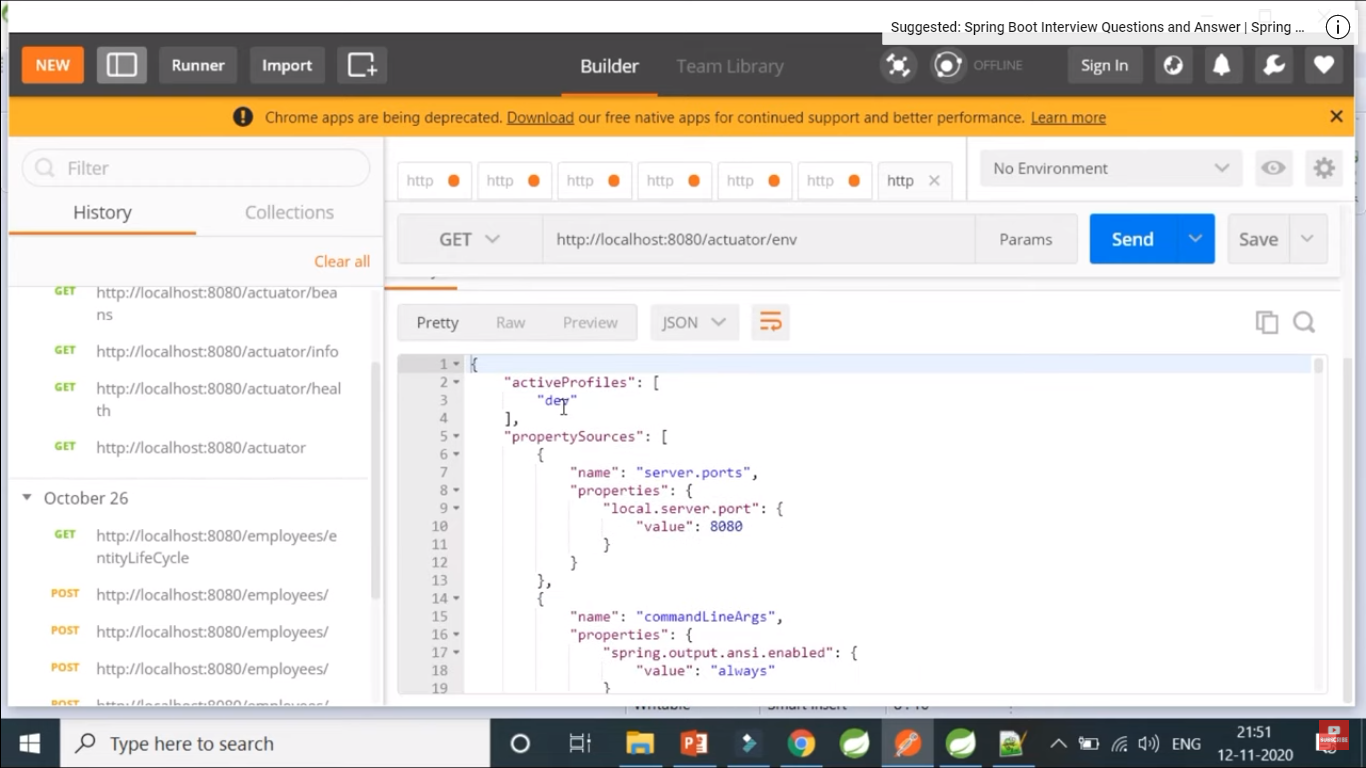 Suggested: Spring Boot Interview Questions and Answer | Spring ...
NEW
Runner
Import
Builder
Team Library
OFFLINE
Sign In
Chrome apps are being deprecated. Download our free native apps for continued support and better performance. Learn more
Filter
History
Collections
Clear all
GET http://localhost:8080/actuator/bea
ns
GET http://localhost:8080/actuator/info
GET http://localhost:8080/actuator/heal
th
GET http://localhost:8080/actuator
October 26
GET http://localhost:8080/employees/e
ntityLifeCycle
POST http://localhost:8080/employees/
POST http://localhost:8080/employees/
POST http://localhost:8080/employees/
http http http http http http http
No Environment
GET http://localhost:8080/actuator/env Params Send Save
Pretty Raw Preview JSON
1 {
2 "activeProfiles": [
3 "dev"
4 ],
5 "propertySources": [
6 {
7 "name": "server.ports",
8 "properties": {
9 "local.server.port": {
10 "value": 8080
11 }
12 }
13 },
14 {
15 "name": "commandLineArgs",
16 "properties": {
17 "spring.output.ansi.enabled": {
18 "value": "always"
19 }
Type here to search
ENG
21:51
12-11-2020